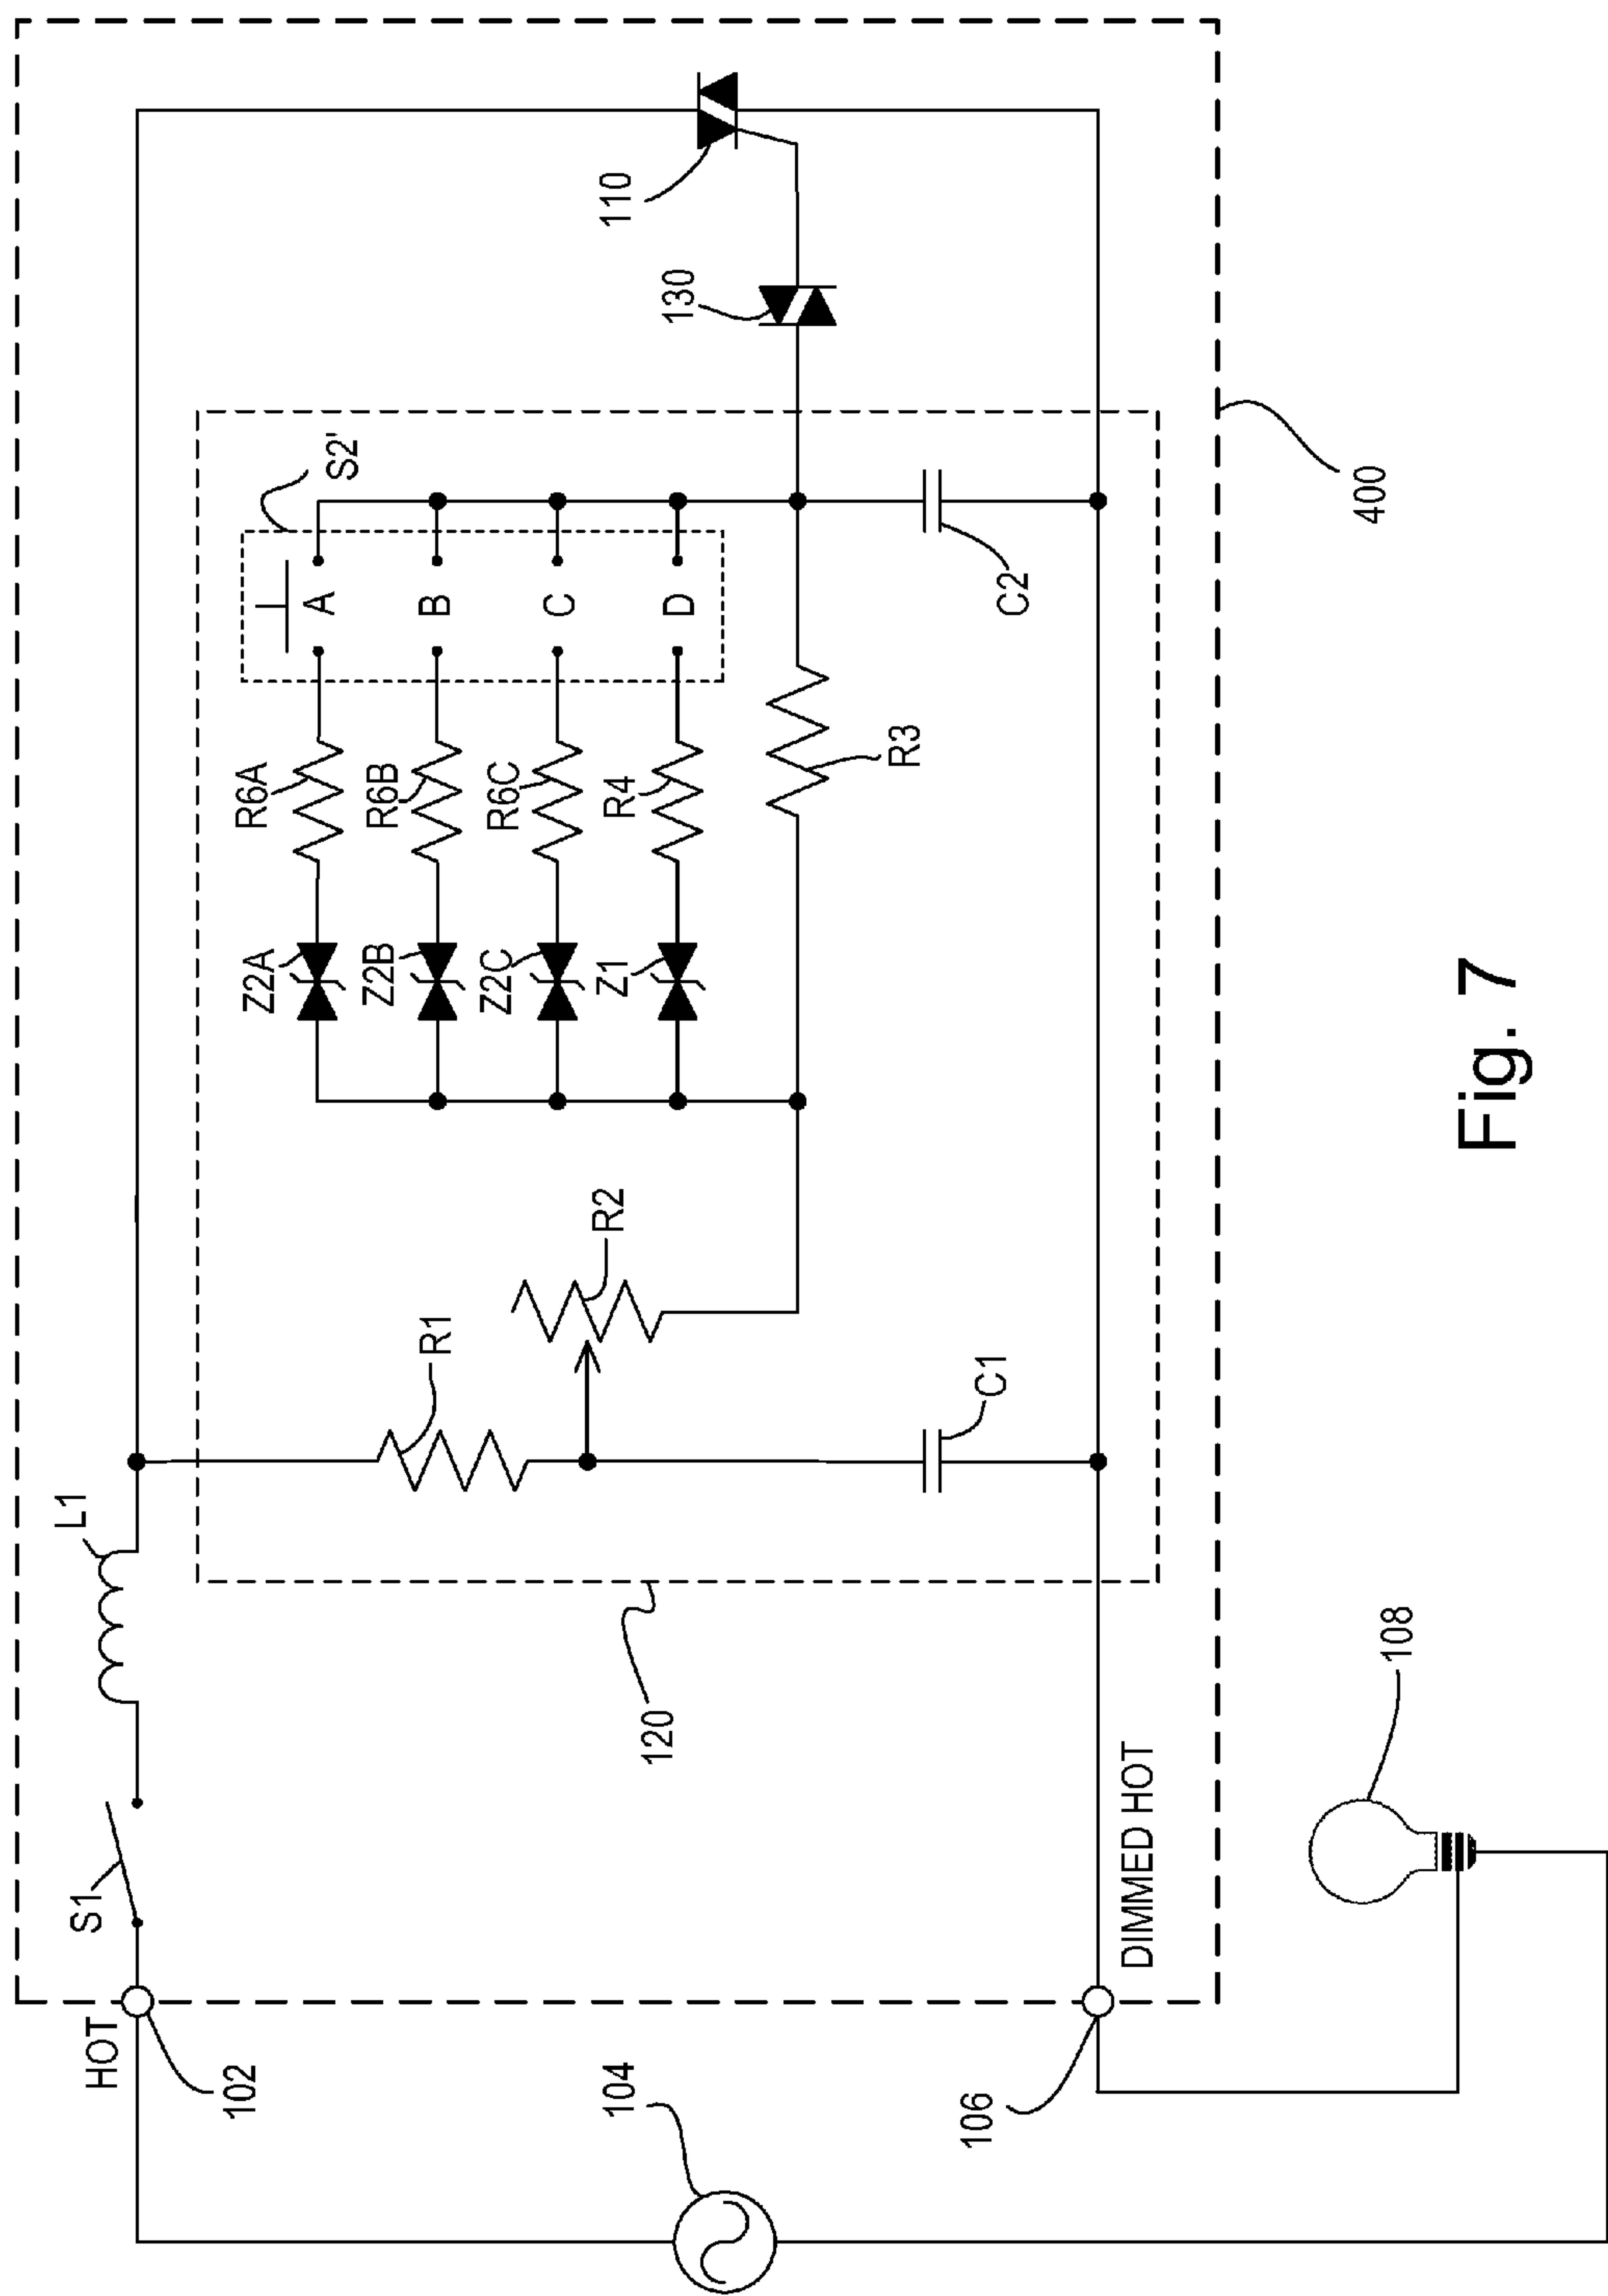 HOT
102
104
106
DIMMED HOT
108
S1
L1
120
R1
R2
C1
Z2A
Z2B
Z2C
Z1
R6A
R6B
R6C
R4
R3
A
B
C
D
S2'
C2
130
110
400
Fig. 7